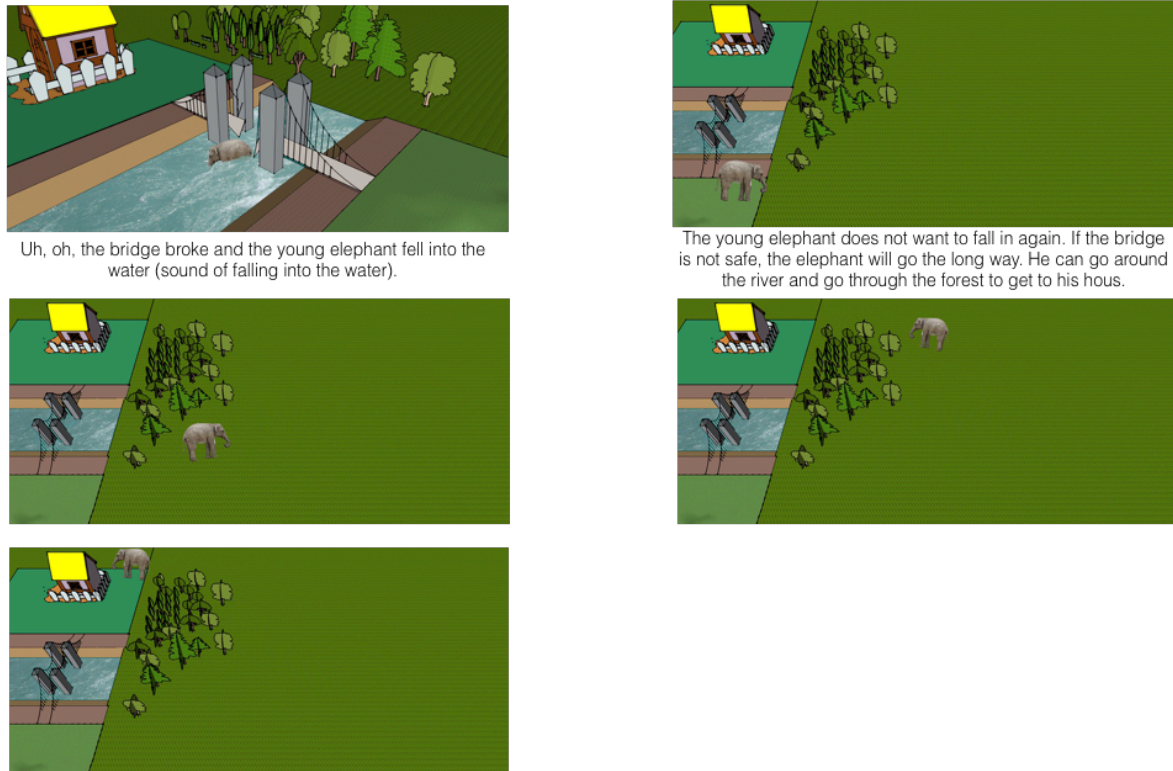 Uh, oh, the bridge broke and the young elephant fell into the
water (sound of falling into the water).
The young elephant does not want to fall in again. If the bridge
is not safe, the elephant will go the long way. He can go around
the river and go through the forest to get to his hous.